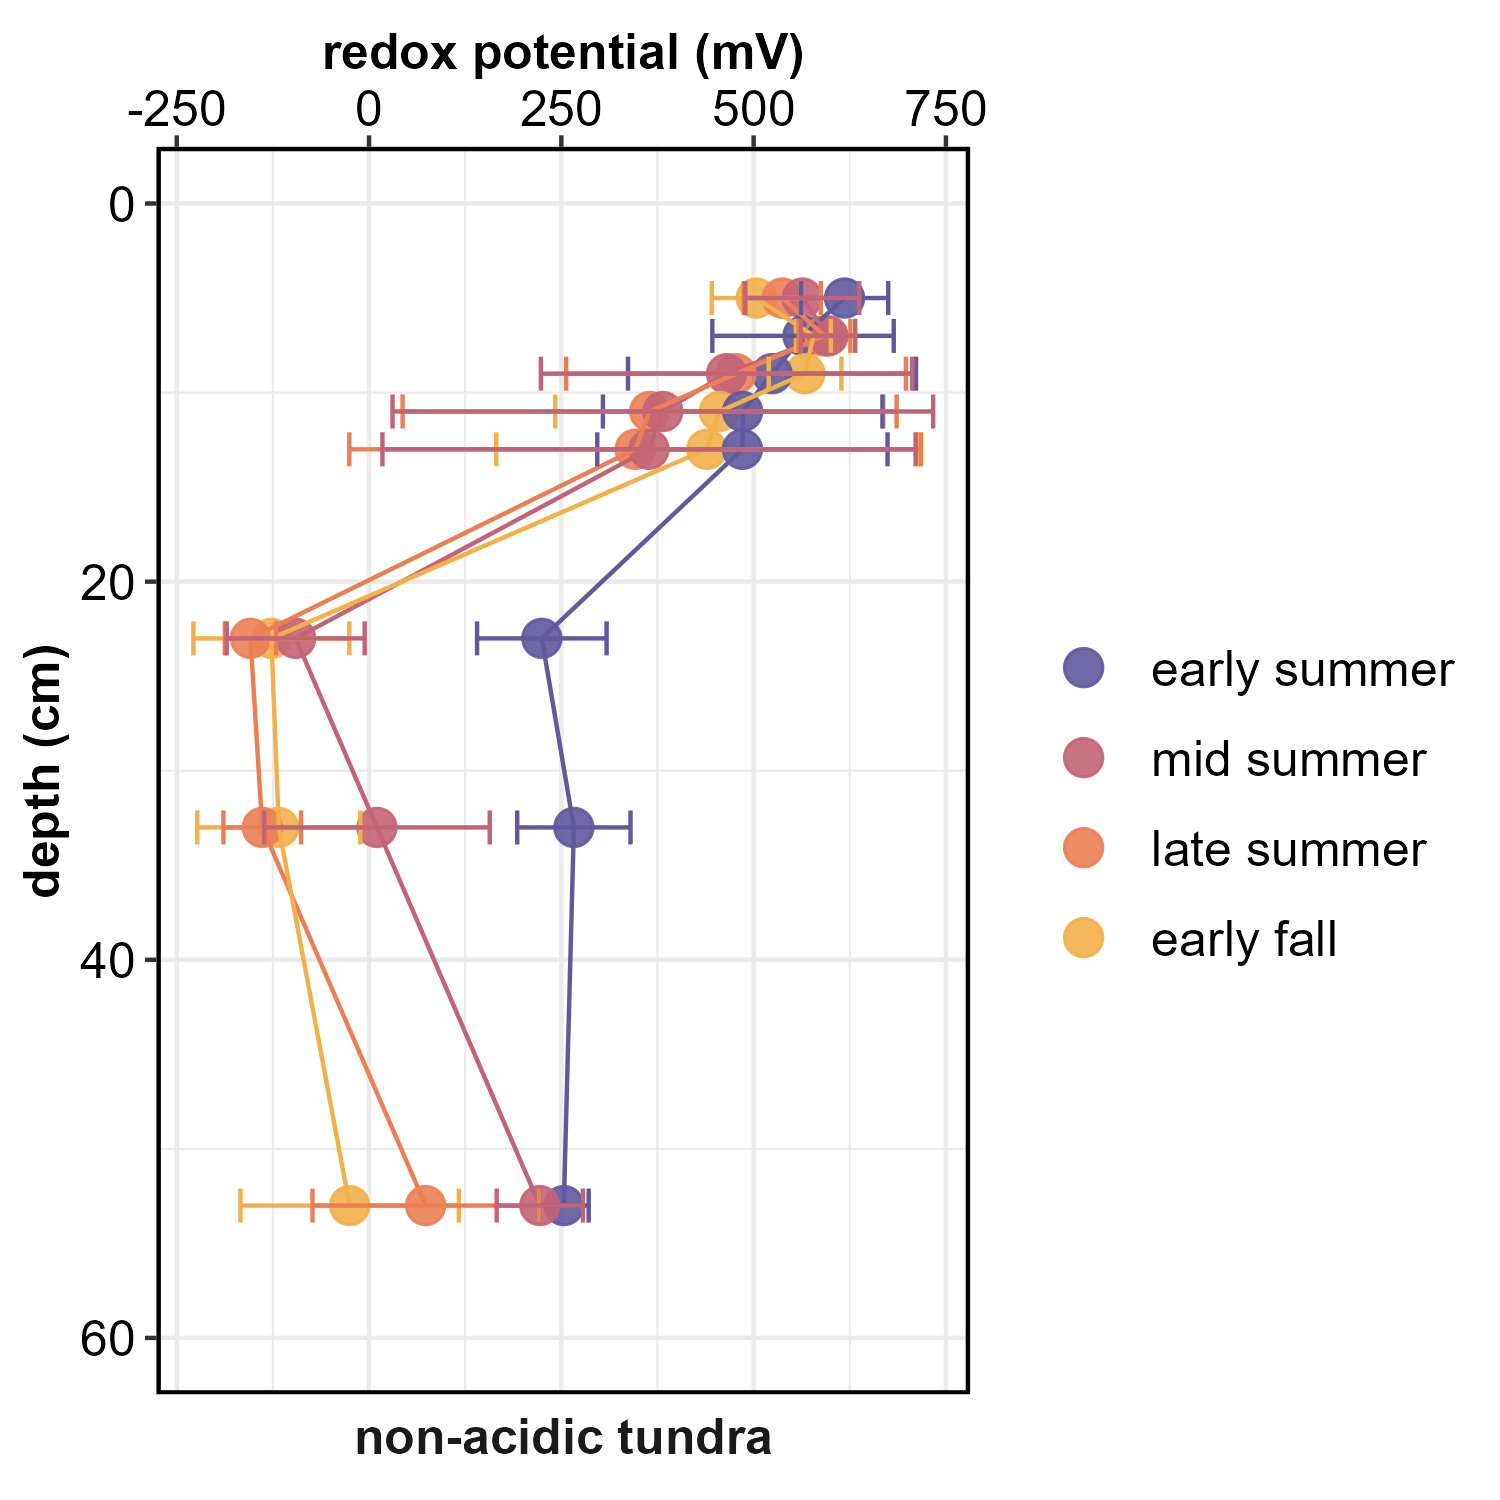 redox potential (mV)
-250 0 250 500 750
0
20
40
60
depth (cm)
early summer
mid summer
late summer
early fall
non-acidic tundra